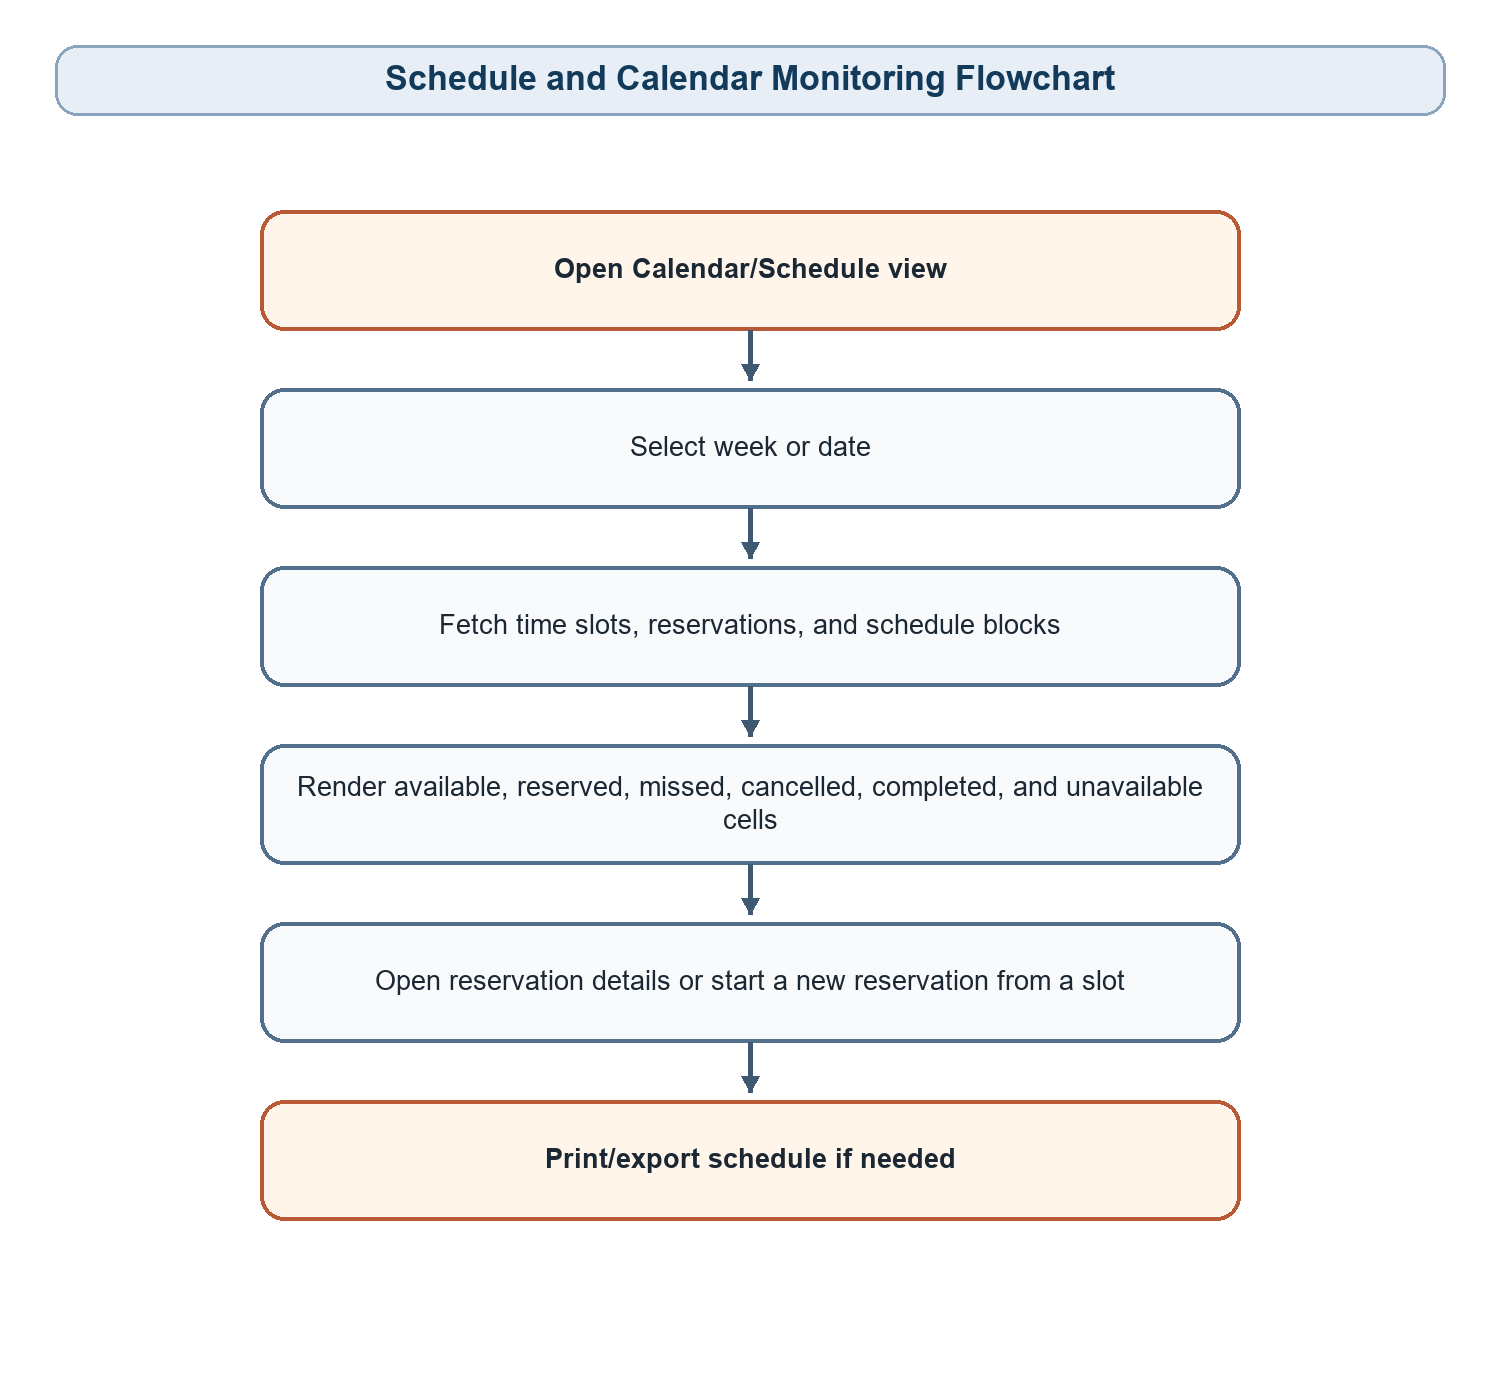 Schedule and Calendar Monitoring Flowchart
Open Calendar/Schedule view
Select week or date
Fetch time slots, reservations, and schedule blocks
Render available, reserved, missed, cancelled, completed, and unavailable
cells
Open reservation details or start a new reservation from a slot
Print/export schedule if needed